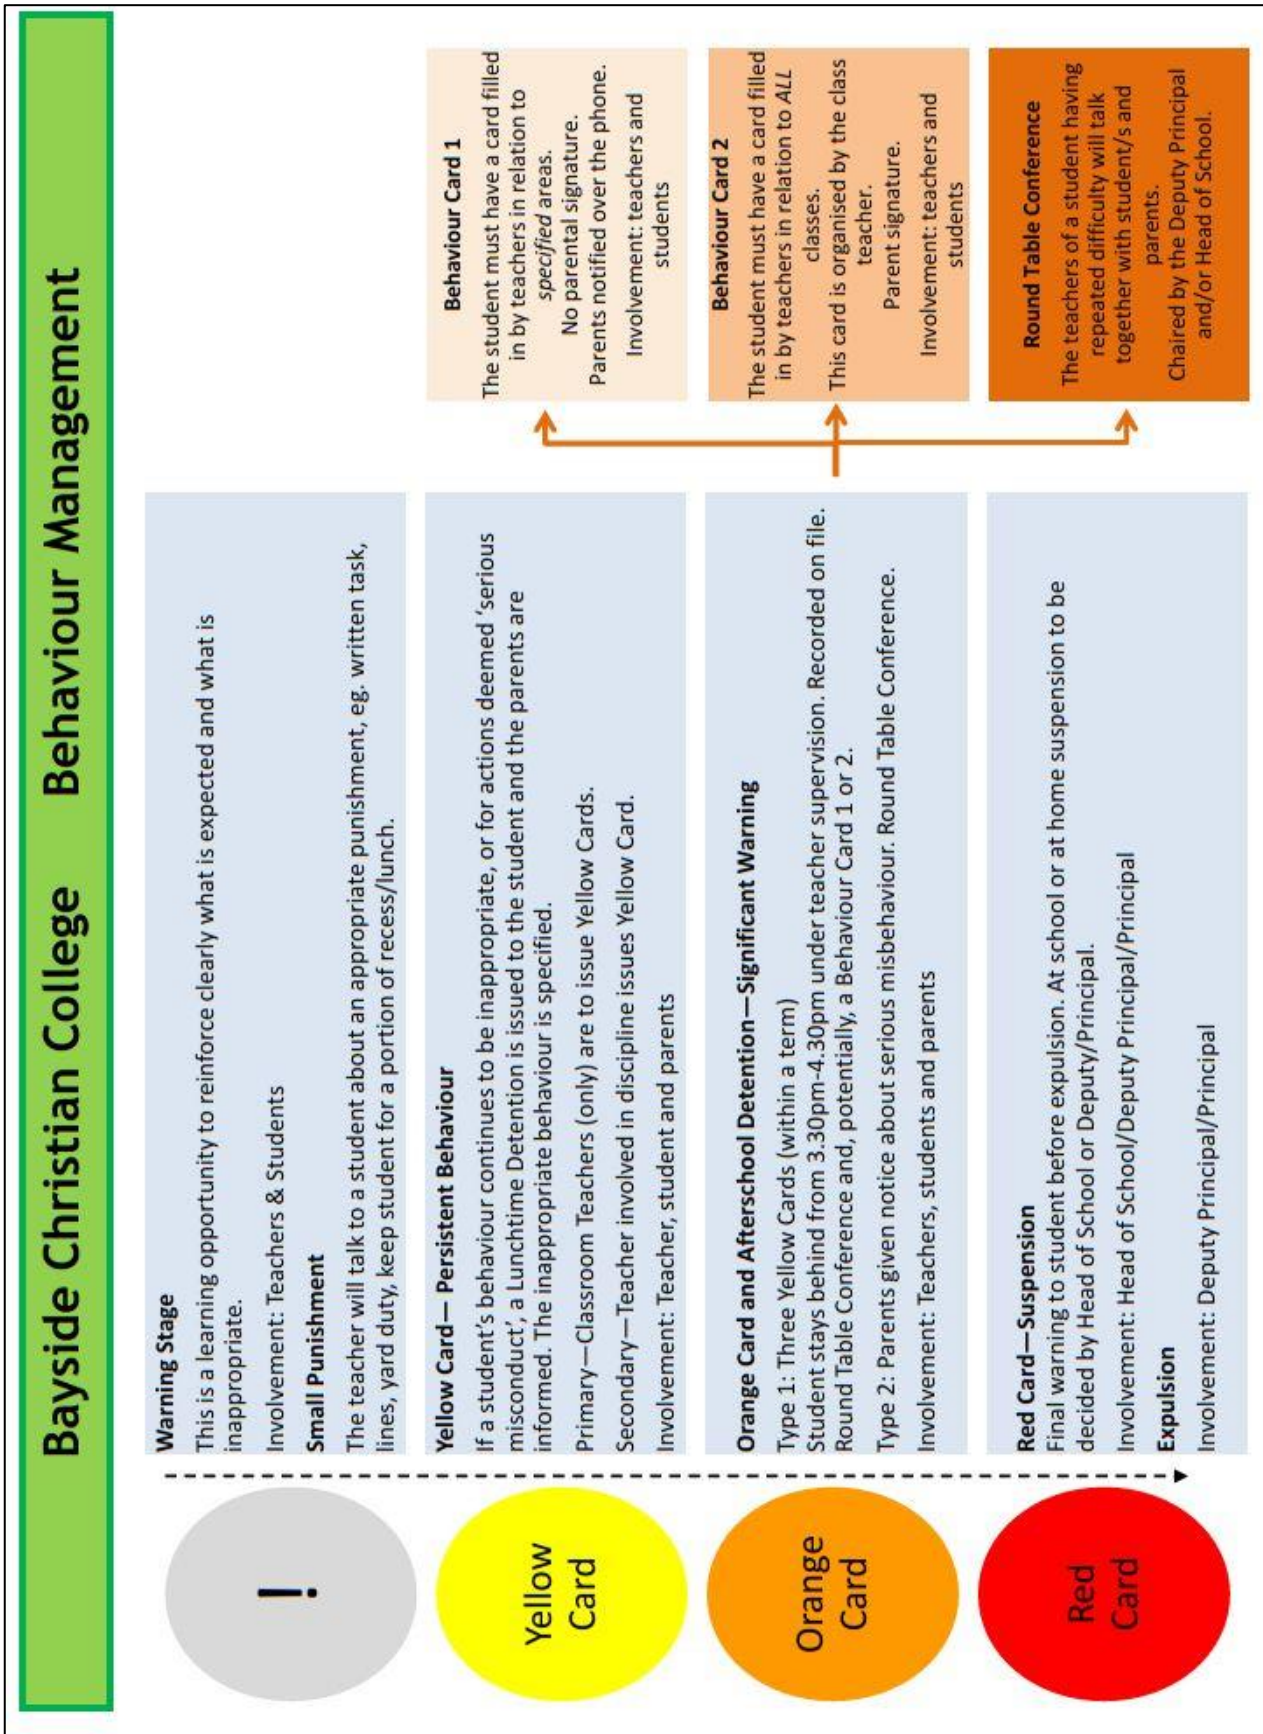 Bayside Christian College Behaviour Management
!
Warning Stage
This is a learning opportunity to reinforce clearly what is expected and what is
inappropriate.
Involvement: Teachers & Students
Small Punishment
The teacher will talk to a student about an appropriate punishment, eg. written task,
lines, yard duty, keep student for a portion of recess/lunch.
Yellow
Card
Yellow Card— Persistent Behaviour
If a student's behaviour continues to be inappropriate, or for actions deemed 'serious
misconduct', a Lunchtime Detention is issued to the student and the parents are
informed. The inappropriate behaviour is specified.
Primary—Classroom Teachers (only) are to issue Yellow Cards.
Secondary—Teacher involved in discipline issues Yellow Card.
Involvement: Teacher, student and parents
Behaviour Card 1
The student must have a card filled
in by teachers in relation to
specified areas.
No parental signature.
Parents notified over the phone.
Involvement: teachers and
students
Orange
Card
Orange Card and Afterschool Detention—Significant Warning
Type 1: Three Yellow Cards (within a term)
Student stays behind from 3.30pm-4.30pm under teacher supervision. Recorded on file.
Round Table Conference and, potentially, a Behaviour Card 1 or 2.
Type 2: Parents given notice about serious misbehaviour. Round Table Conference.
Involvement: Teachers, students and parents
Behaviour Card 2
The student must have a card filled
in by teachers in relation to ALL
classes.
This card is organised by the class
teacher.
Parent signature.
Involvement: teachers and
students
Red
Card
Red Card—Suspension
Final warning to student before expulsion. At school or at home suspension to be
decided by Head of School or Deputy/Principal.
Involvement: Head of School/Deputy Principal/Principal
Expulsion
Involvement: Deputy Principal/Principal
Round Table Conference
The teachers of a student having
repeated difficulty will talk
together with student/s and
parents.
Chaired by the Deputy Principal
and/or Head of School.